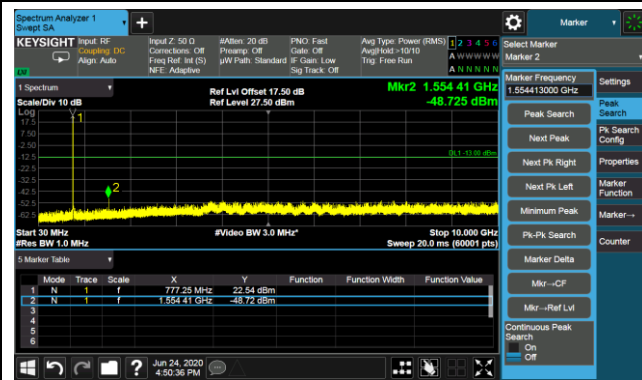 Spectrum Analyzer 1
Swept SA
+
Marker
KEYSIGHT
Input: RF
Coupling: DC
Align: Auto
Input Z: 50 Ω
Corrections: Off
Freq Ref: Int (S)
NFE: Adaptive
#Atten: 20 dB
Preamp: Off
µW Path: Standard
PNO: Fast
Gate: Off
IF Gain: Low
Sig Track: Off
Avg Type: Power (RMS)
Avg|Hold:>10/10
Trig: Free Run
1 2 3 4 5 6
A W W W W W
A N N N N N
Select Marker
Marker 2
1 Spectrum
Scale/Div 10 dB
Log
Ref Lvl Offset 17.50 dB
Ref Level 27.50 dBm
Mkr2 1.554 41 GHz
-48.725 dBm
17.5
7.50
-2.50
-12.5
-22.5
-32.5
-42.5
-52.5
-62.5
1
2
DL1 -13.00 dBm
Start 30 MHz
#Res BW 1.0 MHz
#Video BW 3.0 MHz*
Stop 10.000 GHz
Sweep 20.0 ms (60001 pts)
5 Marker Table
Mode Trace Scale X Y Function Function Width Function Value
1 N 1 f 777.25 MHz 22.54 dBm
2 N 1 f 1.554 41 GHz -48.72 dBm
3
4
5
6
Marker Frequency
1.554413000 GHz
Peak Search
Next Peak
Next Pk Right
Next Pk Left
Minimum Peak
Pk-Pk Search
Marker Delta
Mkr→CF
Mkr→Ref Lvl
Continuous Peak
Search
On
Off
Settings
Peak
Search
Pk Search
Config
Properties
Marker
Function
Marker→
Counter
?
Jun 24, 2020
4:50:36 PM